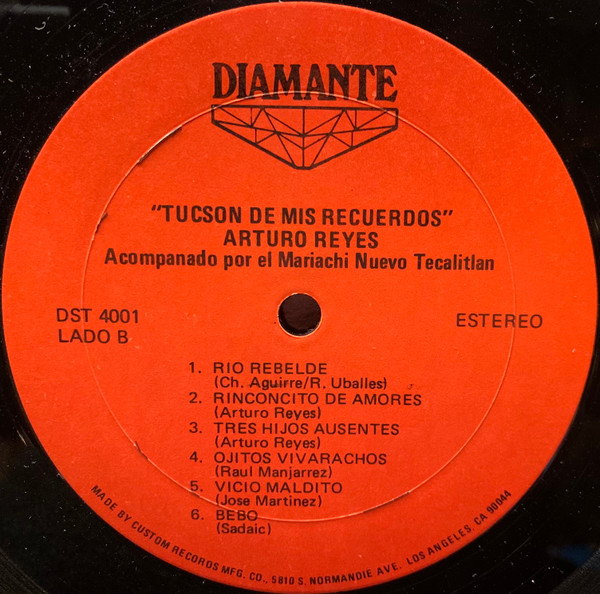 DIAMANTE
"TUCSON DE MIS RECUERDOS"
ARTURO REYES
Acompanado por el Mariachi Nuevo Tecalitlan
DST 4001
LADO B
ESTEREO
1. RIO REBELDE
(Ch. Aguirre/R. Uballes)
2. RINCONCITO DE AMORES
(Arturo Reyes)
3. TRES HIJOS AUSENTES
(Arturo Reyes)
4. OJITOS VIVARACHOS
(Raul Manjarrez)
5. VICIO MALDITO
(Jose Martinez)
6. BEBO
(Sadaic)
MADE BY CUSTOM RECORDS MFG. CO., 5810 S. NORMANDIE AVE. LOS ANGELES, CA 90044